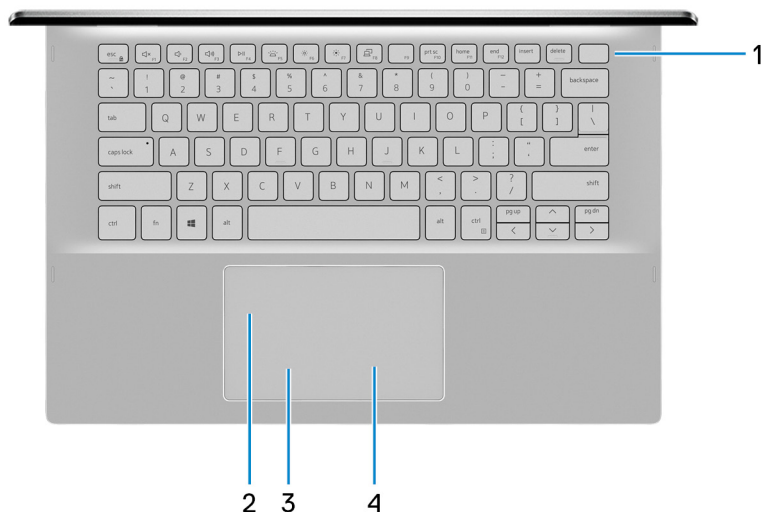 esc F1 F2 F3 F4 F5 F6 F7 F8 F9 prt sc F10 home F11 end F12 insert delete
1
~ ` ! 1 @ 2 # 3 $ 4 % 5 ^ 6 & 7 * 8 ( 9 ) 0 – - + = backspace
tab Q W E R T Y U I O P { [ } ] | \
caps lock A S D F G H J K L : ; " ' enter
shift Z X C V B N M < , > . ? / shift
ctrl fn alt alt ctrl pg up pg dn
2 3 4